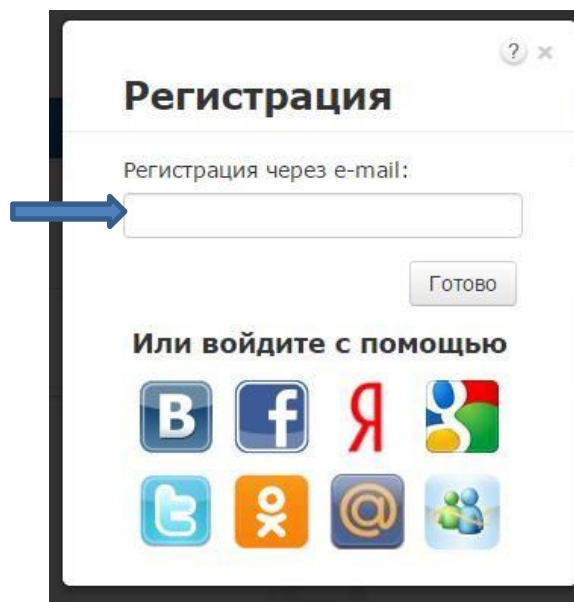 ?
Регистрация
Регистрация через e-mail:
Готово
Или войдите с помощью
В f Я g
t @